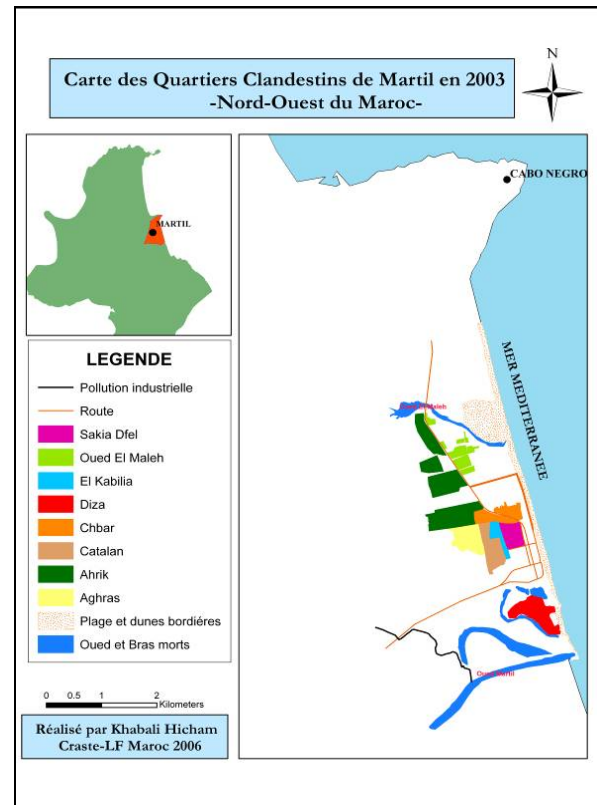 Carte des Quartiers Clandestins de Martil en 2003
-Nord-Ouest du Maroc-
N
CABO NEGRO
MARTIL
MER MEDITERRANEE
LEGENDE
Pollution industrielle
Route
Sakia Dfel
Oued El Maleh
El Kabilia
Diza
Chbar
Catalan
Ahrik
Aghras
Plage et dunes bordiéres
Oued et Bras morts
0 0.5 1 2
Kilometers
Réalisé par Khabali Hicham
Craste-LF Maroc 2006
Maleh
Oued Martil